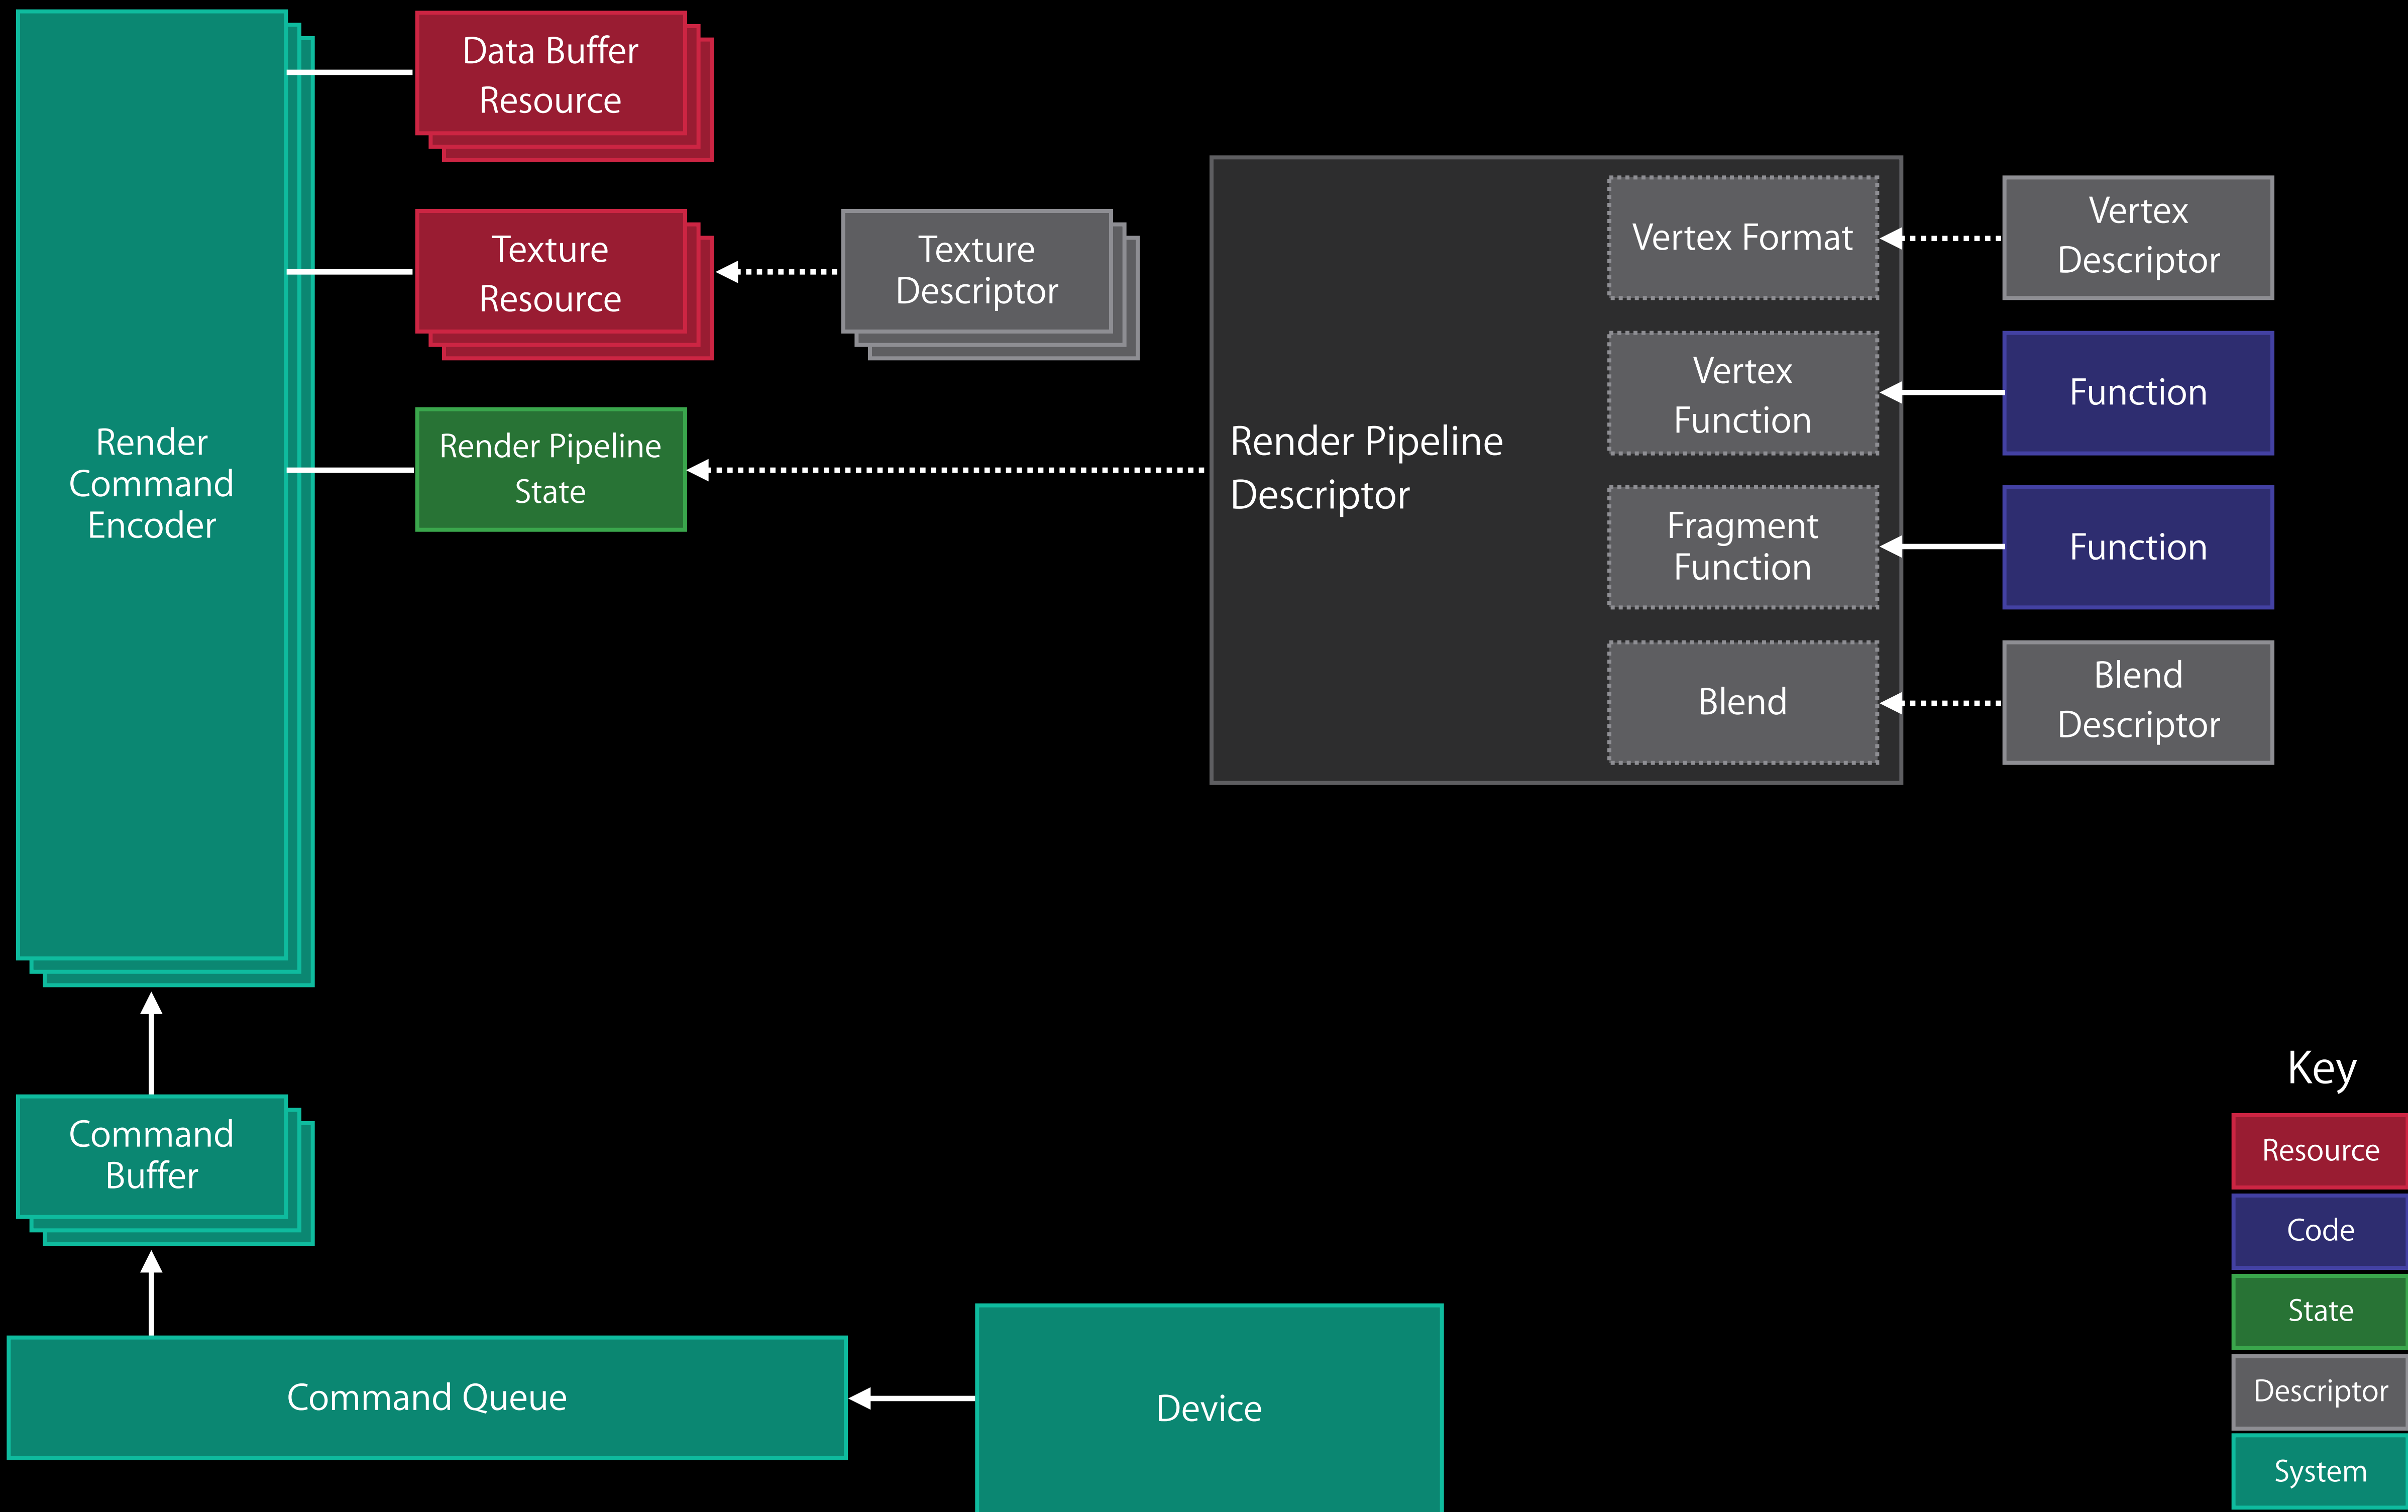 Data Buffer
Resource
Texture
Resource
Texture
Descriptor
Render
Command
Encoder
Render Pipeline
State
Render Pipeline
Descriptor
Vertex Format
Vertex
Descriptor
Vertex
Function
Function
Fragment
Function
Function
Blend
Blend
Descriptor
Command
Buffer
Command Queue
Device
Key
Resource
Code
State
Descriptor
System